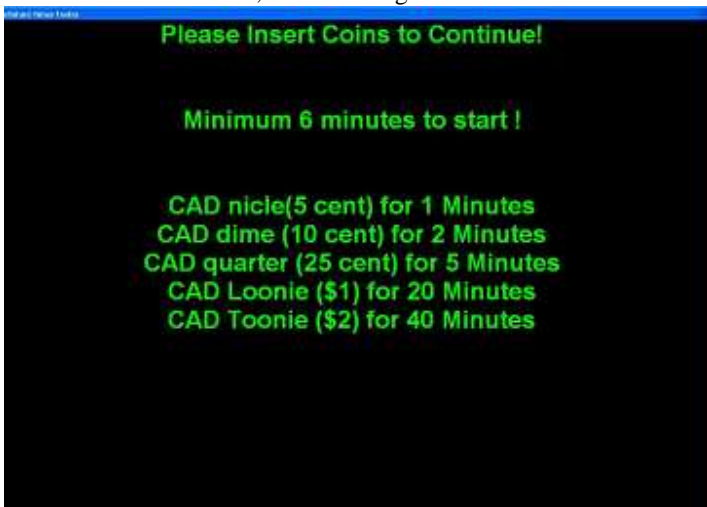 Please Insert Coins to Continue!
Minimum 6 minutes to start !
CAD nicle(5 cent) for 1 Minutes
CAD dime (10 cent) for 2 Minutes
CAD quarter (25 cent) for 5 Minutes
CAD Loonie ($1) for 20 Minutes
CAD Toonie ($2) for 40 Minutes